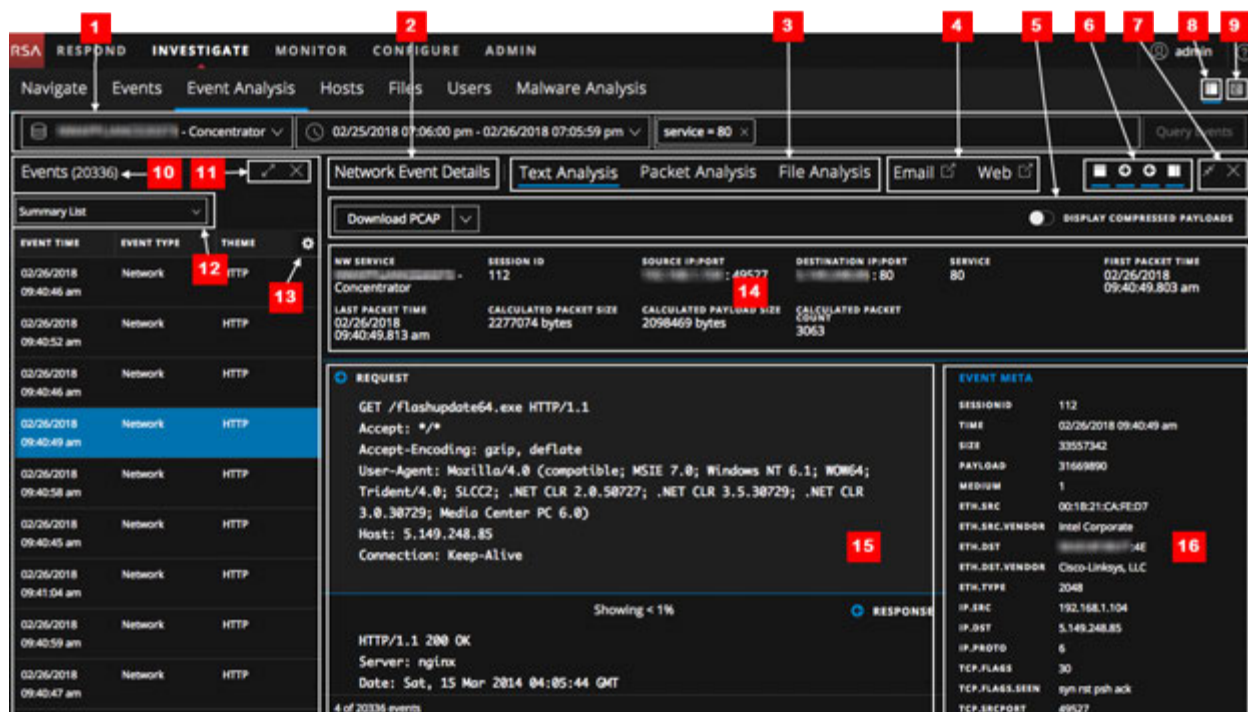 1 2 3 4 5 6 7 8 9
RSA RESPOND INVESTIGATE MONITOR CONFIGURE ADMIN admin
Navigate Events Event Analysis Hosts Files Users Malware Analysis
- Concentrator 02/25/2018 07:06:00 pm - 02/26/2018 07:05:59 pm service = 80 × Query Events
Events (20336) 10 11 Network Event Details Text Analysis Packet Analysis File Analysis Email Web
Summary List Download PCAP DISPLAY COMPRESSED PAYLOADS
EVENT TIME EVENT TYPE THEME
12 13
02/26/2018 Network HTTP
09:40:46 am
02/26/2018 Network HTTP
09:40:52 am
02/26/2018 Network HTTP
09:40:46 am
02/26/2018 Network HTTP
09:40:49 am
02/26/2018 Network HTTP
09:40:58 am
02/26/2018 Network HTTP
09:40:45 am
02/26/2018 Network HTTP
09:41:04 am
02/26/2018 Network HTTP
09:40:59 am
02/26/2018 Network HTTP
09:40:47 am
NW SERVICE SESSION ID SOURCE IP:PORT DESTINATION IP:PORT SERVICE FIRST PACKET TIME
- 112 : 49527 : 80 80 02/26/2018
Concentrator 14 09:40:49.803 am
LAST PACKET TIME CALCULATED PACKET SIZE CALCULATED PAYLOAD SIZE CALCULATED PACKET COUNT
02/26/2018 2277074 bytes 2098469 bytes 3063
09:40:49.813 am
REQUEST
GET /flashupdate64.exe HTTP/1.1
Accept: */*
Accept-Encoding: gzip, deflate
User-Agent: Mozilla/4.0 (compatible; MSIE 7.0; Windows NT 6.1; WOW64;
Trident/4.0; SLCC2; .NET CLR 2.0.50727; .NET CLR 3.5.30729; .NET CLR
3.0.30729; Media Center PC 6.0)
Host: 5.149.248.85
Connection: Keep-Alive
15
Showing < 1% RESPONSE
HTTP/1.1 200 OK
Server: nginx
Date: Sat, 15 Mar 2014 04:05:44 GMT
4 of 20336 events
EVENT META
SESSIONID 112
TIME 02/26/2018 09:40:49 am
SIZE 33557342
PAYLOAD 31669890
MEDIUM 1
ETH.SRC 00:1B:21:CA:FE:D7
ETH.SRC.VENDOR Intel Corporate
ETH.DST :4E
16
ETH.DST.VENDOR Cisco-Linksys, LLC
ETH.TYPE 2048
IP.SRC 192.168.1.104
IP.DST 5.149.248.85
IP.PROTO 6
TCP.FLAGS 30
TCP.FLAGS.SEEN syn rst psh ack
TCP.SRCPORT 49527